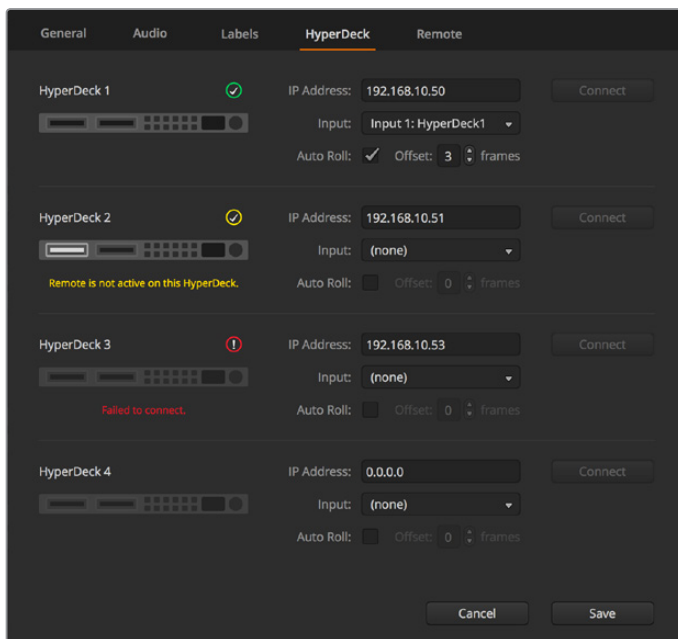 General Audio Labels HyperDeck Remote
HyperDeck 1 IP Address: 192.168.10.50 Connect
Input: Input 1: HyperDeck1
Auto Roll: Offset: 3 frames
HyperDeck 2 IP Address: 192.168.10.51 Connect
Input: (none)
Remote is not active on this HyperDeck. Auto Roll: Offset: 0 frames
HyperDeck 3 IP Address: 192.168.10.53 Connect
Input: (none)
Failed to connect. Auto Roll: Offset: 0 frames
HyperDeck 4 IP Address: 0.0.0.0 Connect
Input: (none)
Auto Roll: Offset: 0 frames
Cancel Save